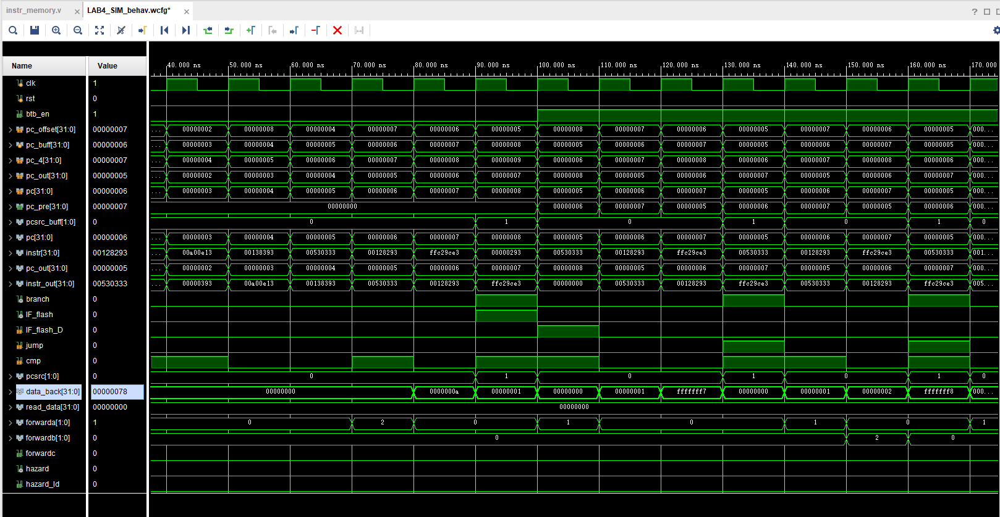 instr_memory.v × LAB4_SIM_behav.wcfg* ×
? 
Name Value
40.000 ns 50.000 ns 60.000 ns 70.000 ns 80.000 ns 90.000 ns 100.000 ns 110.000 ns 120.000 ns 130.000 ns 140.000 ns 150.000 ns 160.000 ns 170.000
clk 1
rst 0
btb_en 1
pc_offset[31:0] 00000007 ... 00000002 00000008 00000004 00000007 00000006 00000005 00000008 00000007 00000006 00000005 00000007 00000006 00000005 000...
pc_buff[31:0] 00000006 ... 00000003 00000004 00000005 00000006 00000007 00000008 00000005 00000006 00000007 00000005 00000006 00000007 00000005 000...
pc_4[31:0] 00000007 ... 00000004 00000005 00000006 00000007 00000008 00000009 00000006 00000007 00000008 00000006 00000007 00000008 00000006 000...
pc_out[31:0] 00000005 ... 00000002 00000003 00000004 00000005 00000006 00000007 00000008 00000005 00000006 00000007 00000005 00000006 00000007 000...
pc[31:0] 00000006 ... 00000003 00000004 00000005 00000006 00000007 00000008 00000005 00000006 00000007 00000005 00000006 00000007 00000005 000...
pc_pre[31:0] 00000007 00000000 00000006 00000007 00000005 00000006 00000007 00000005 00000006 000...
pcsrc_buff[1:0] 0 0 1 0 1 0 1 0
pc[31:0] 00000006 ... 00000003 00000004 00000005 00000006 00000007 00000008 00000005 00000006 00000007 00000005 00000006 00000007 00000005 000...
instr[31:0] 00128293 ... 00a00e13 00138393 00530333 00128293 ffc29ce3 00000293 00530333 00128293 ffc29ce3 00530333 00128293 ffc29ce3 00530333 001...
pc_out[31:0] 00000005 ... 00000002 00000003 00000004 00000005 00000006 00000007 00000008 00000005 00000006 00000007 00000005 00000006 00000007 000...
instr_out[31:0] 00530333 ... 00000393 00a00e13 00138393 00530333 00128293 ffc29ce3 00000000 00530333 00128293 ffc29ce3 00530333 00128293 ffc29ce3 005...
branch 0
IF_flash 0
IF_flash_D 0
jump 0
cmp 0
pcsrc[1:0] 0 0 1 0 1 0 1 0
data_back[31:0] 00000078 00000000 0000000a 00000001 00000000 00000001 fffffff7 00000000 00000001 00000002 fffffff8 000...
read_data[31:0] 00000000 00000000
forwarda[1:0] 1 0 2 0 1 0 1 0 1
forwardb[1:0] 0 0 2 0
forwardc 0
hazard 0
hazard_ld 0